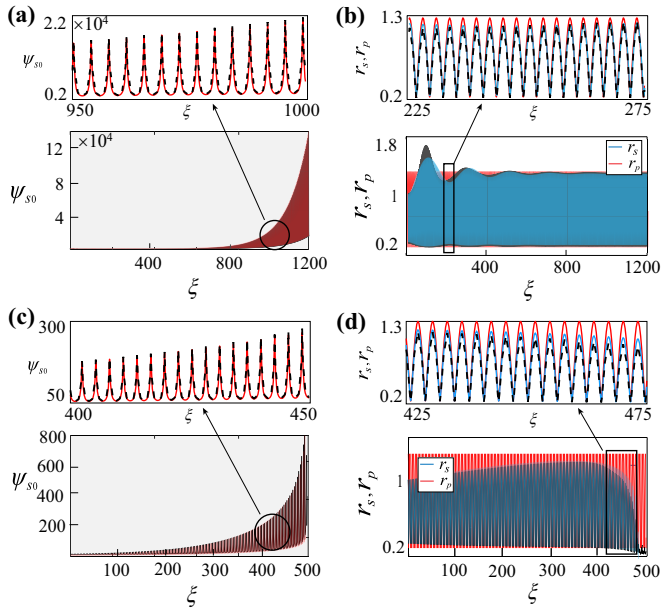 (a)
2.2 ×10⁴
ψs0
0.2
950 ξ 1000
×10⁴
12
ψs0 8
4
400 800 1200
ξ
(b)
1.3
rs, rp
0.2
225 ξ 275
1.8
rs, rp 1
0.2
rs
rp
400 800 1200
ξ
(c)
300
ψs0
50
400 ξ 450
800
ψs0 600
400
200
100 200 300 400 500
ξ
(d)
1.3
rs, rp
0.2
425 ξ 475
rs, rp 1
0.2
rs
rp
100 200 300 400 500
ξ